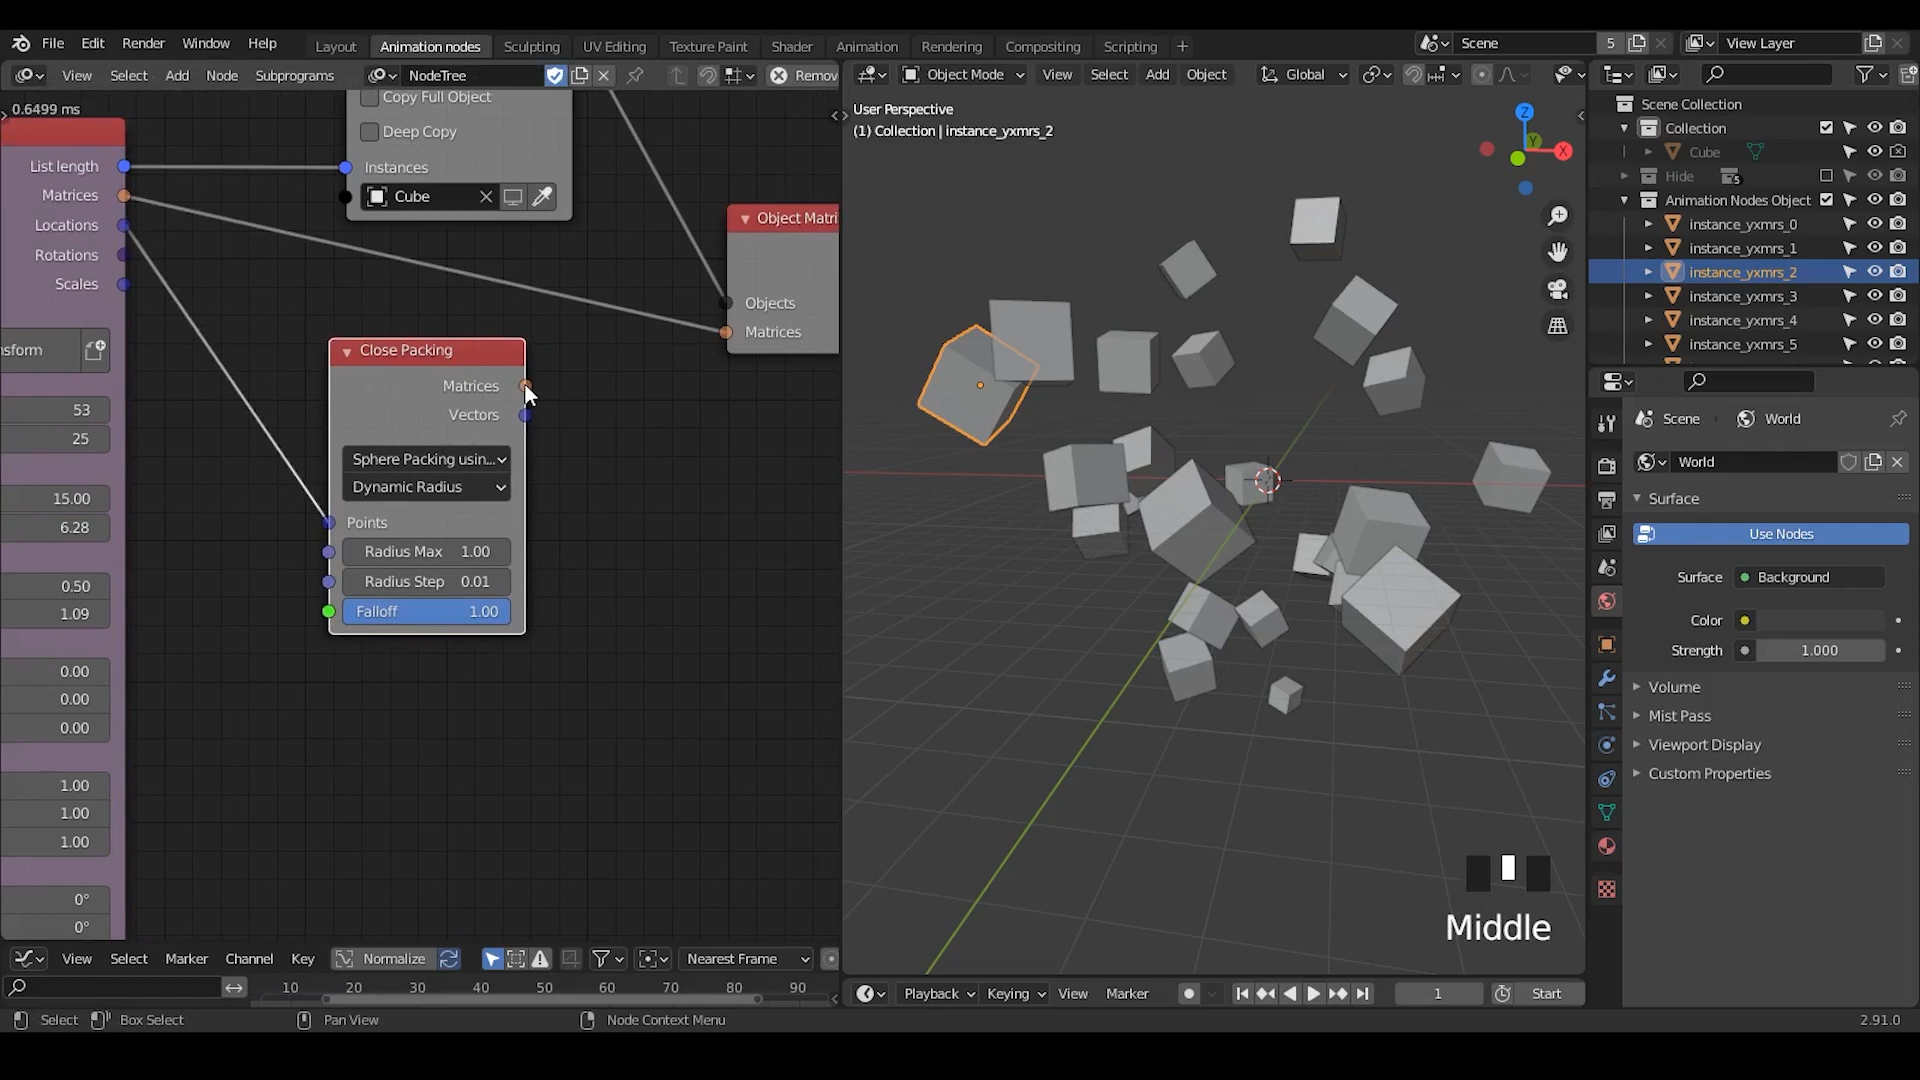 File Edit Render Window Help Layout Animation nodes Sculpting UV Editing Texture Paint Shader Animation Rendering Compositing Scripting + Scene 5 View Layer
View Select Add Node Subprograms NodeTree Remov
Object Mode View Select Add Object Global
0.6499 ms
List length
Matrices
Locations
Rotations
Scales
nsform
53
25
15.00
6.28
0.50
1.09
0.00
0.00
0.00
1.00
1.00
1.00
0°
0°
Copy Full Object
Deep Copy
Instances
Cube
Object Matri
Objects
Matrices
Close Packing
Matrices
Vectors
Sphere Packing usin...
Dynamic Radius
Points
Radius Max 1.00
Radius Step 0.01
Falloff 1.00
User Perspective
(1) Collection | instance_yxmrs_2
Z
Y
X
Middle
Scene Collection
Collection
Cube
Hide 5
Animation Nodes Object
instance_yxmrs_0
instance_yxmrs_1
instance_yxmrs_2
instance_yxmrs_3
instance_yxmrs_4
instance_yxmrs_5
Scene World
World
Surface
Use Nodes
Surface Background
Color
Strength 1.000
Volume
Mist Pass
Viewport Display
Custom Properties
View Select Marker Channel Key Normalize Nearest Frame
10 20 30 40 50 60 70 80 90
Playback Keying View Marker 1 Start
Select Box Select Pan View Node Context Menu 2.91.0